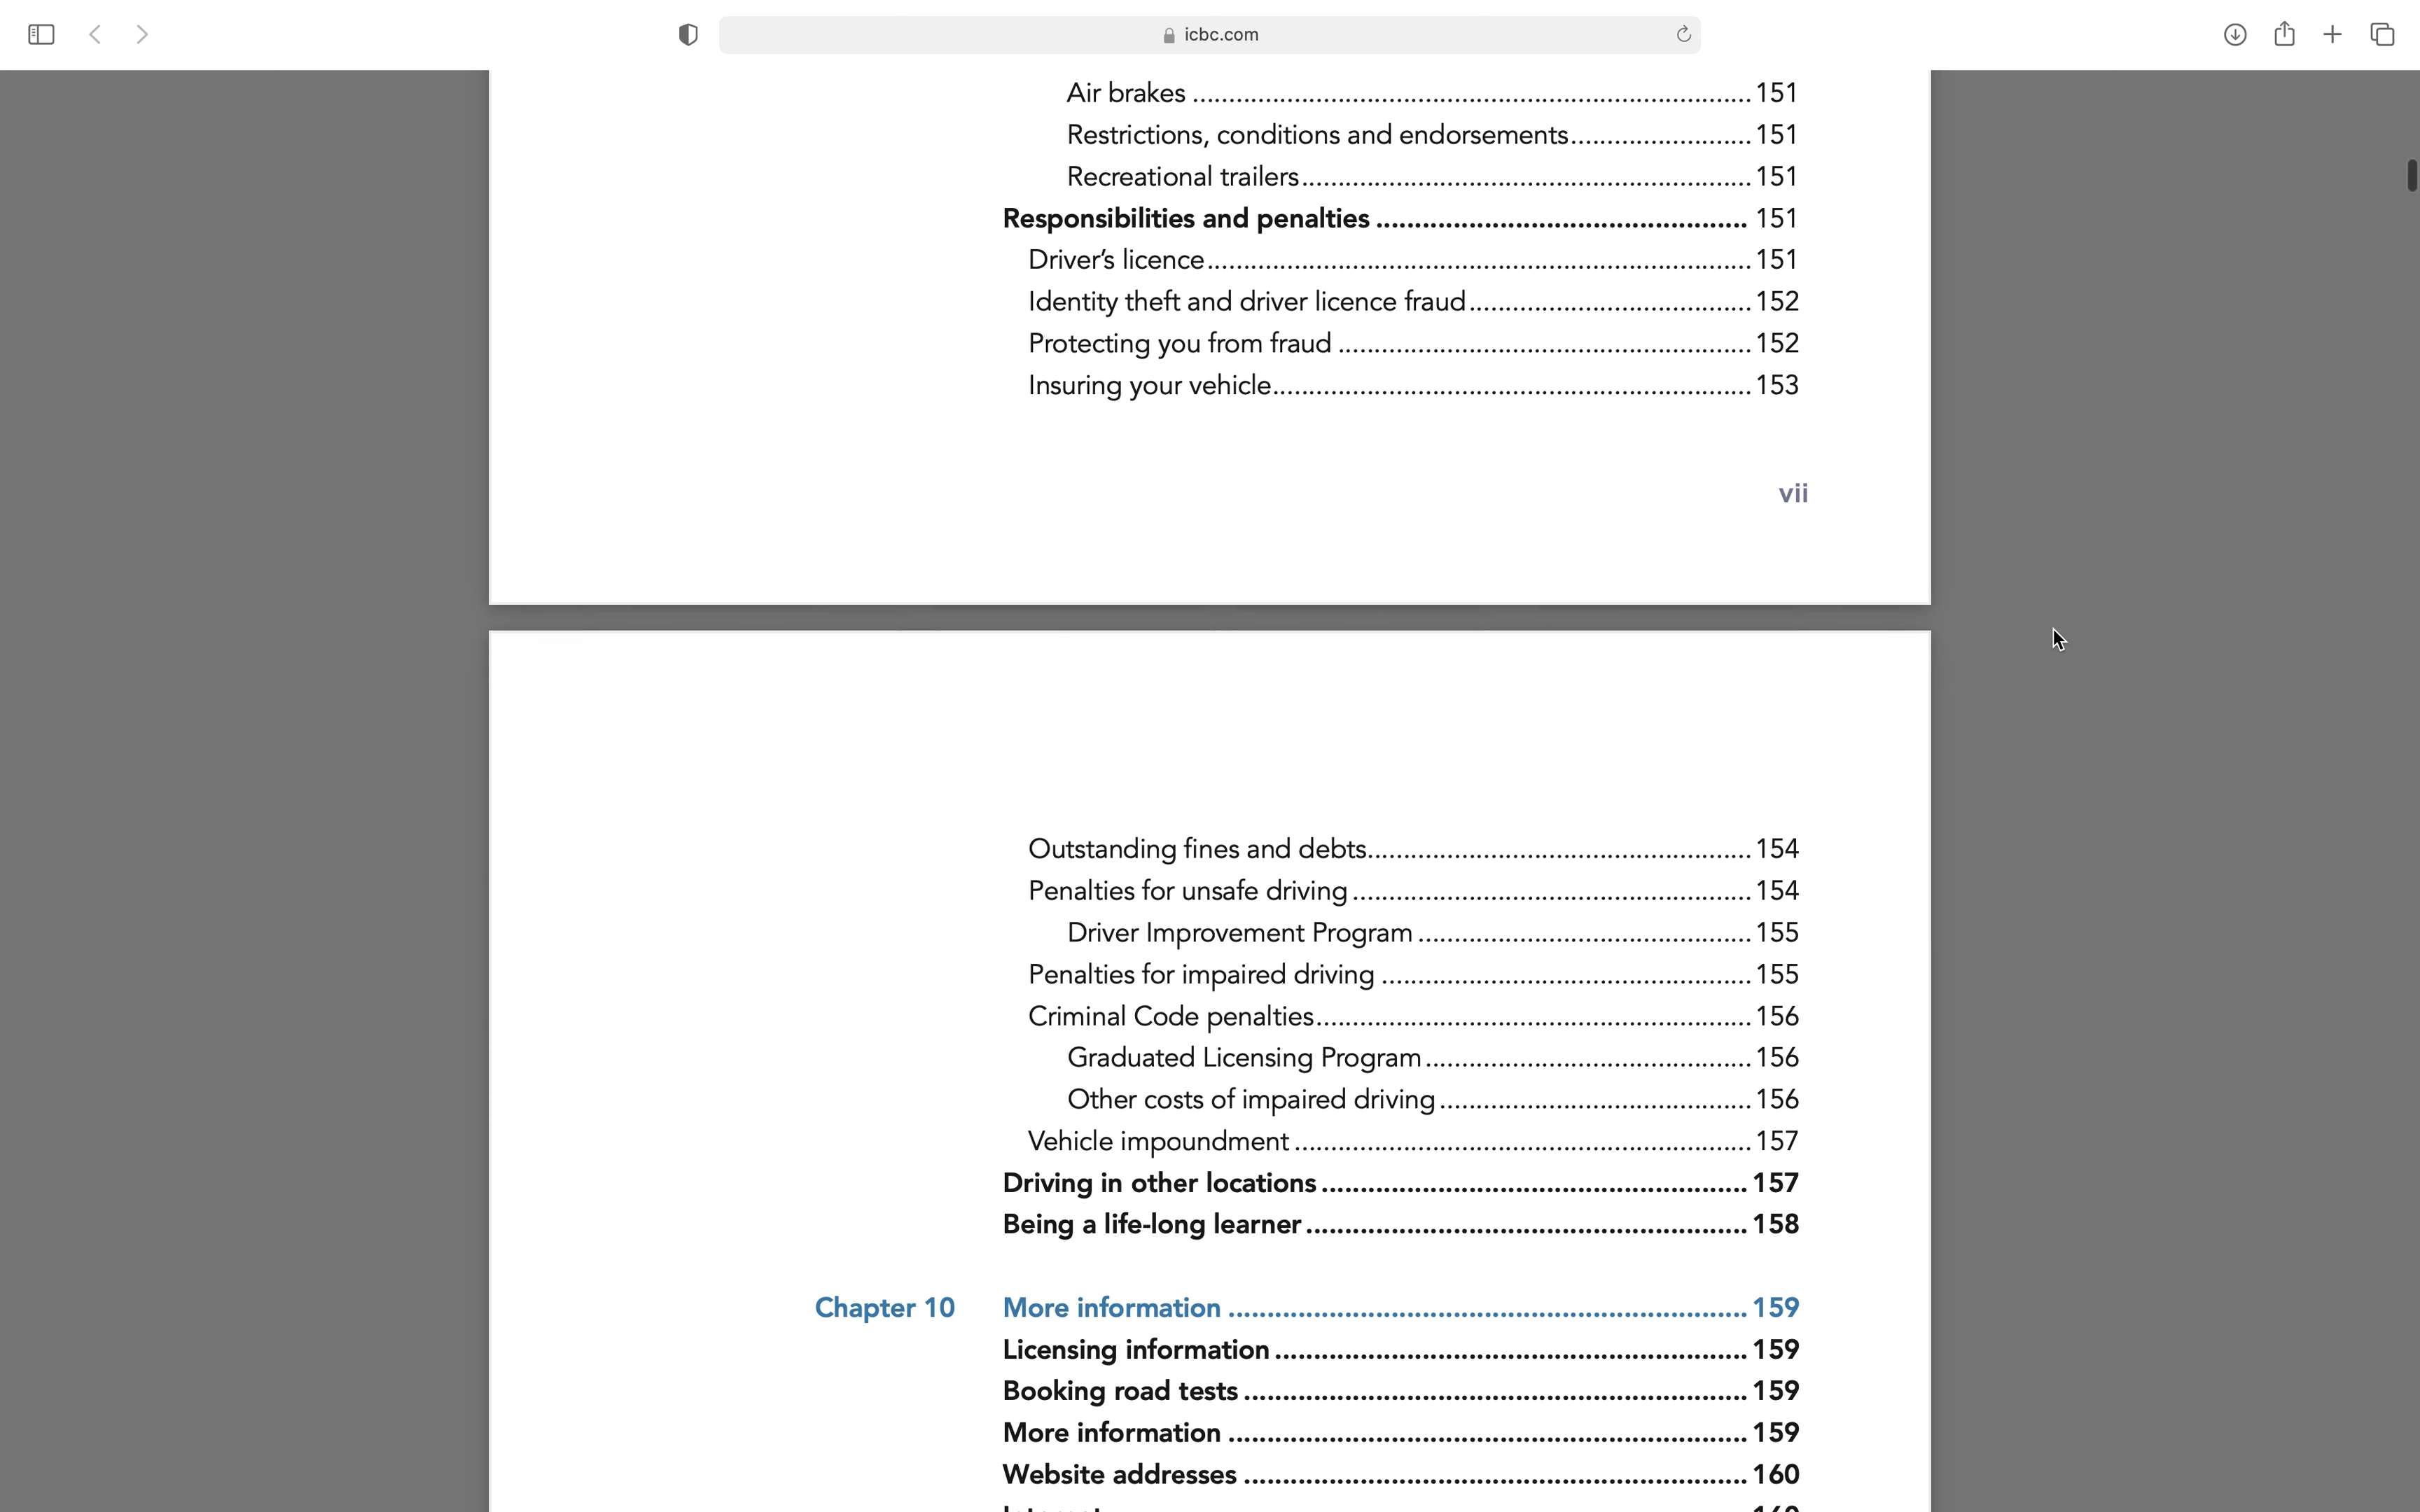 icbc.com
Air brakes ........ 151
Restrictions, conditions and endorsements ........ 151
Recreational trailers ........ 151
Responsibilities and penalties ........ 151
Driver's licence ........ 151
Identity theft and driver licence fraud ........ 152
Protecting you from fraud ........ 152
Insuring your vehicle ........ 153
vii
Outstanding fines and debts ........ 154
Penalties for unsafe driving ........ 154
Driver Improvement Program ........ 155
Penalties for impaired driving ........ 155
Criminal Code penalties ........ 156
Graduated Licensing Program ........ 156
Other costs of impaired driving ........ 156
Vehicle impoundment ........ 157
Driving in other locations ........ 157
Being a life-long learner ........ 158
Chapter 10 More information ........ 159
Licensing information ........ 159
Booking road tests ........ 159
More information ........ 159
Website addresses ........ 160